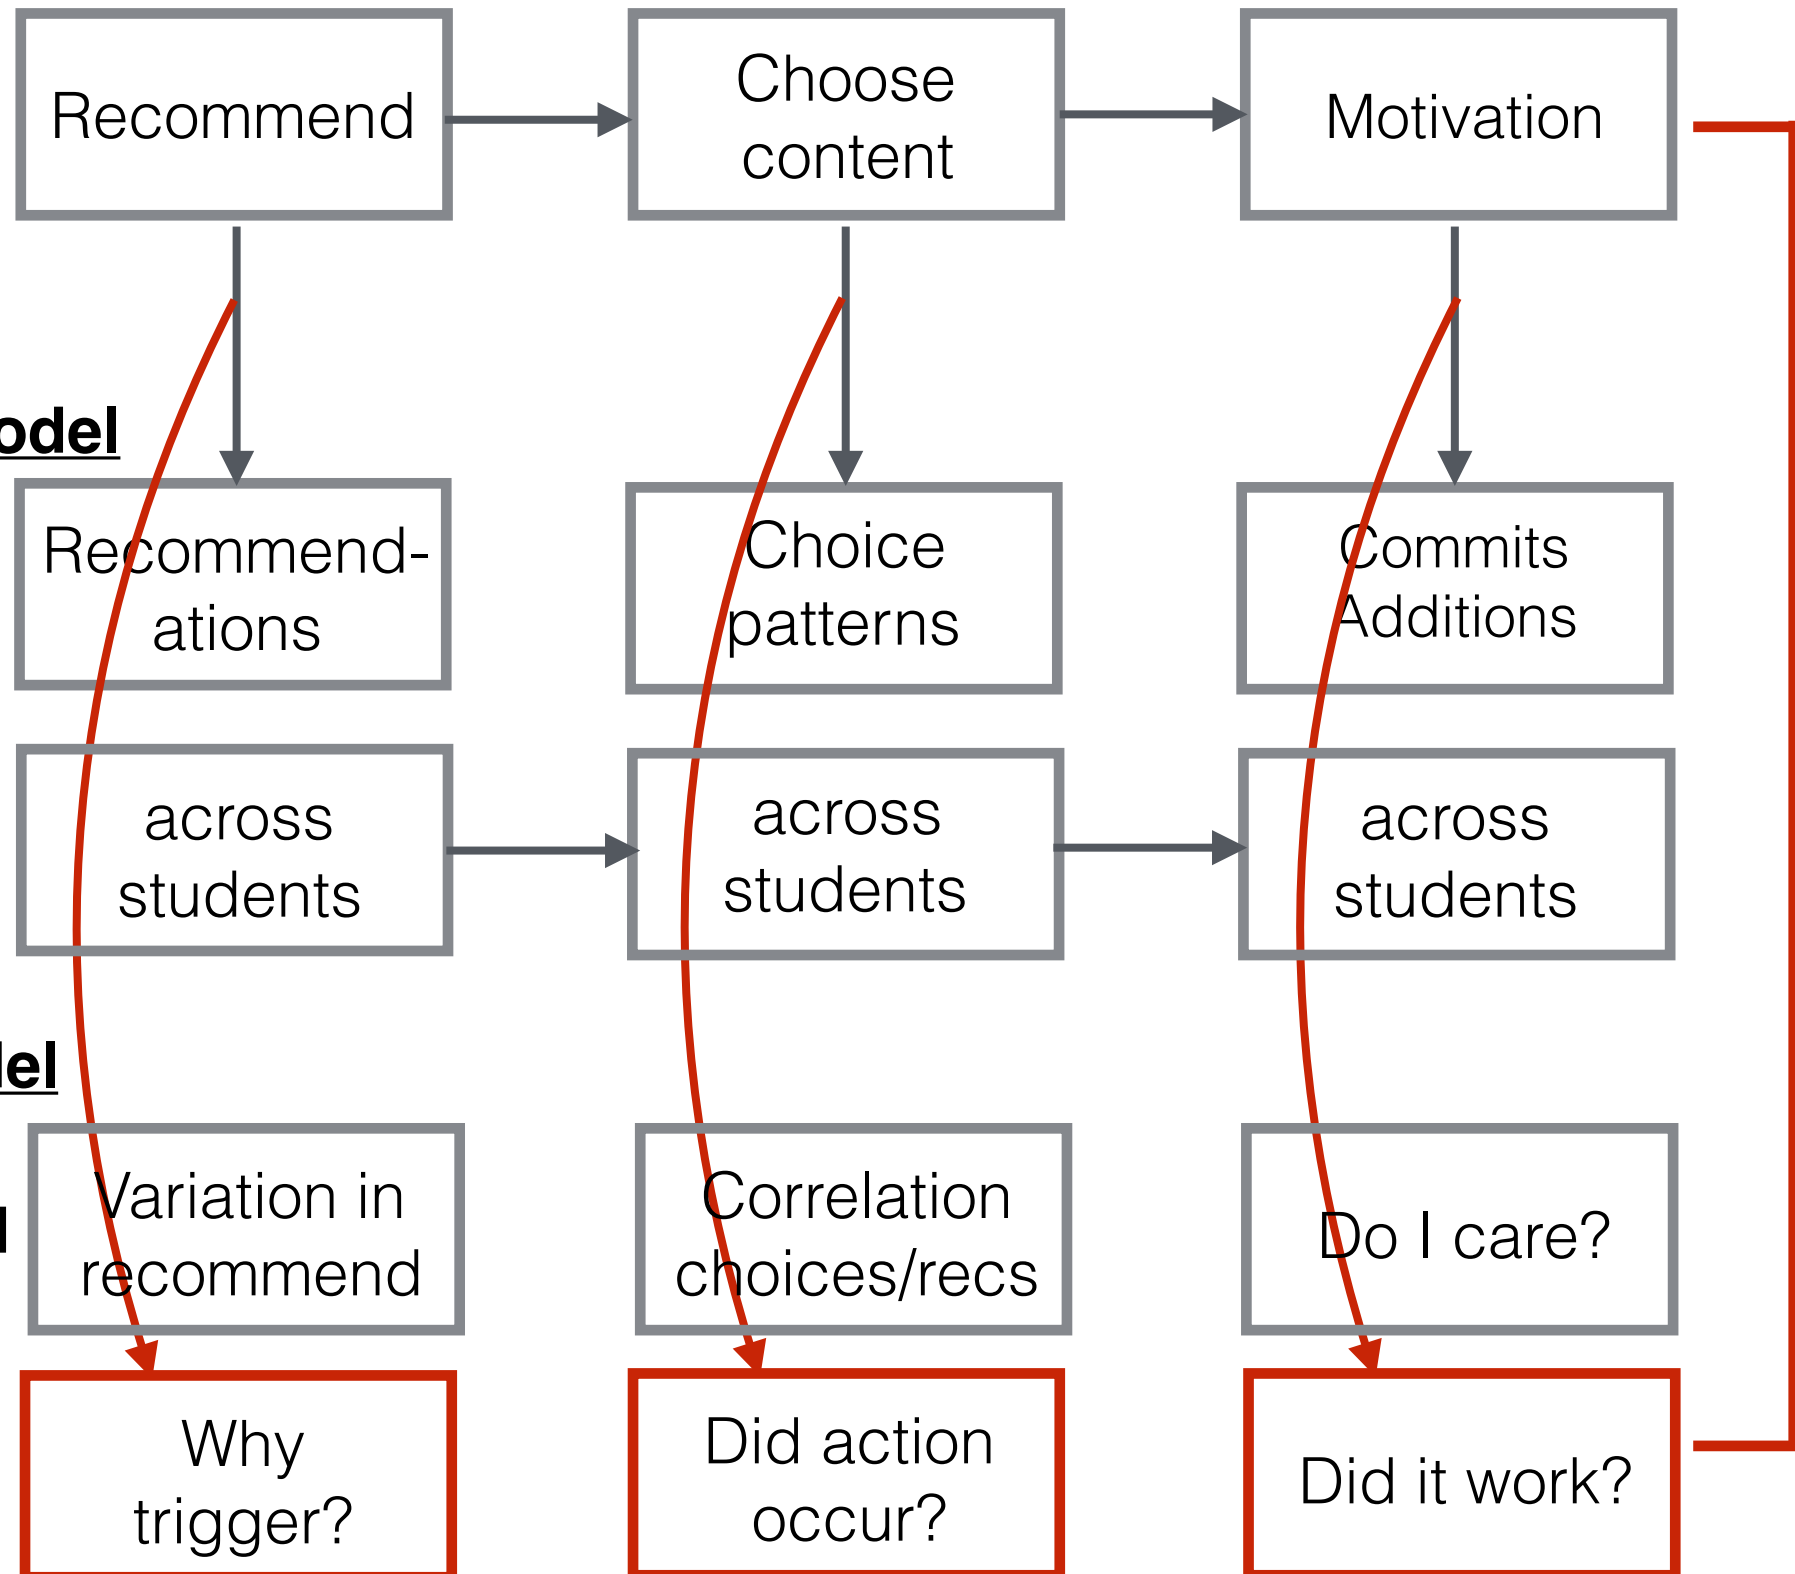 Recommend
Choose
content
Motivation
odel
Recommend-
ations
Choice
patterns
Commits
Additions
across
students
across
students
across
students
del
Variation in
recommend
Correlation
choices/recs
Do I care?
Why
trigger?
Did action
occur?
Did it work?